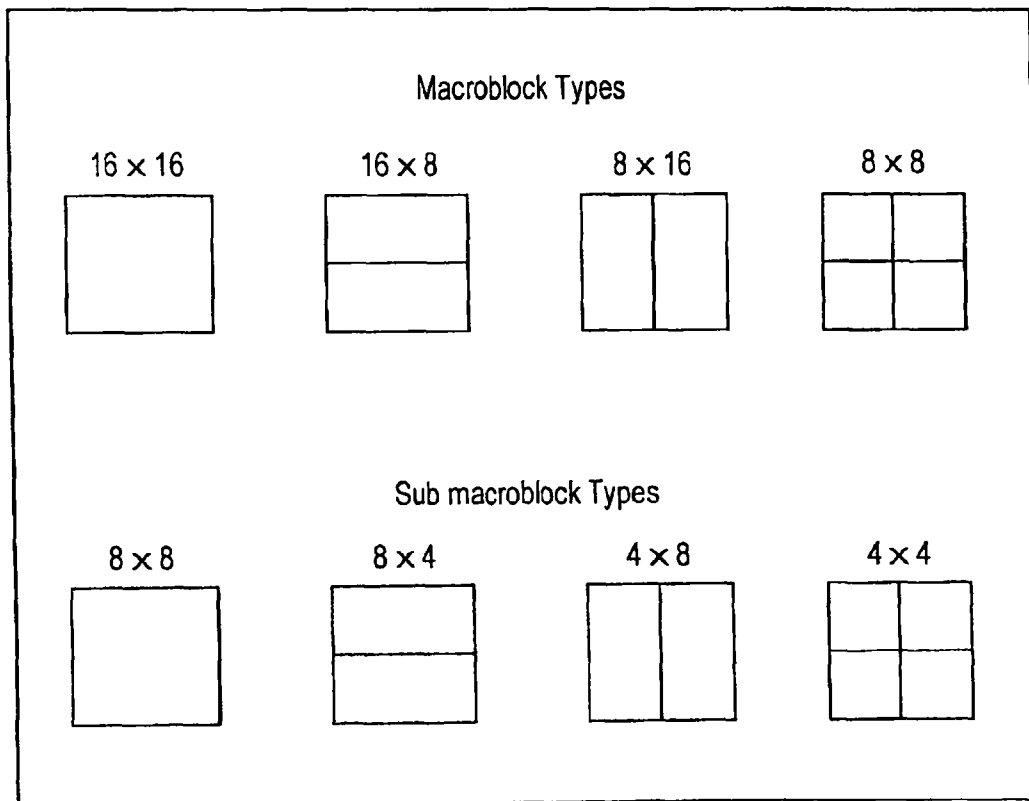 Macroblock Types
16 × 16 16 × 8 8 × 16 8 × 8
Sub macroblock Types
8 × 8 8 × 4 4 × 8 4 × 4